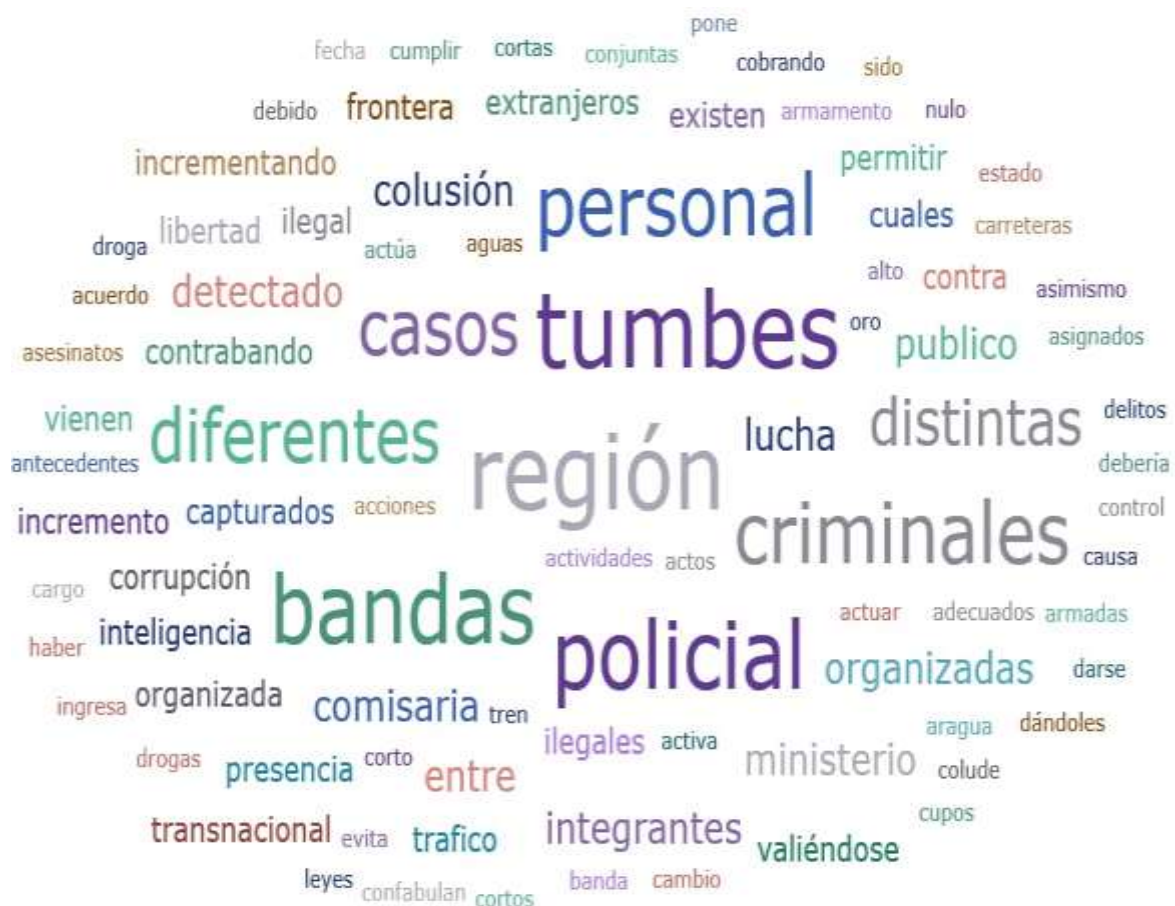 pone
fecha cumplir cortas conjuntas cobrando sido
debido frontera extranjeros existen armamento nulo
incrementando colusión personal permitir estado
droga libertad ilegal actúa aguas cuales carreteras
acuerdo detectado casos tumbes oro alto contra asimismo
asesinatos contrabando publico asignados
vienen diferentes región lucha distintas delitos
antecedentes debería
incremento capturados acciones criminales control
actividades actos causa
cargo corrupción bandas policial actuar adecuados armadas
haber inteligencia organizadas darse
ingresa organizada comisaria tren aragua dándoles
drogas presencia corto entre ilegales activa ministerio colude
transnacional evita trafico integrantes valiéndose cupos
leyes confabulan cortos banda cambio